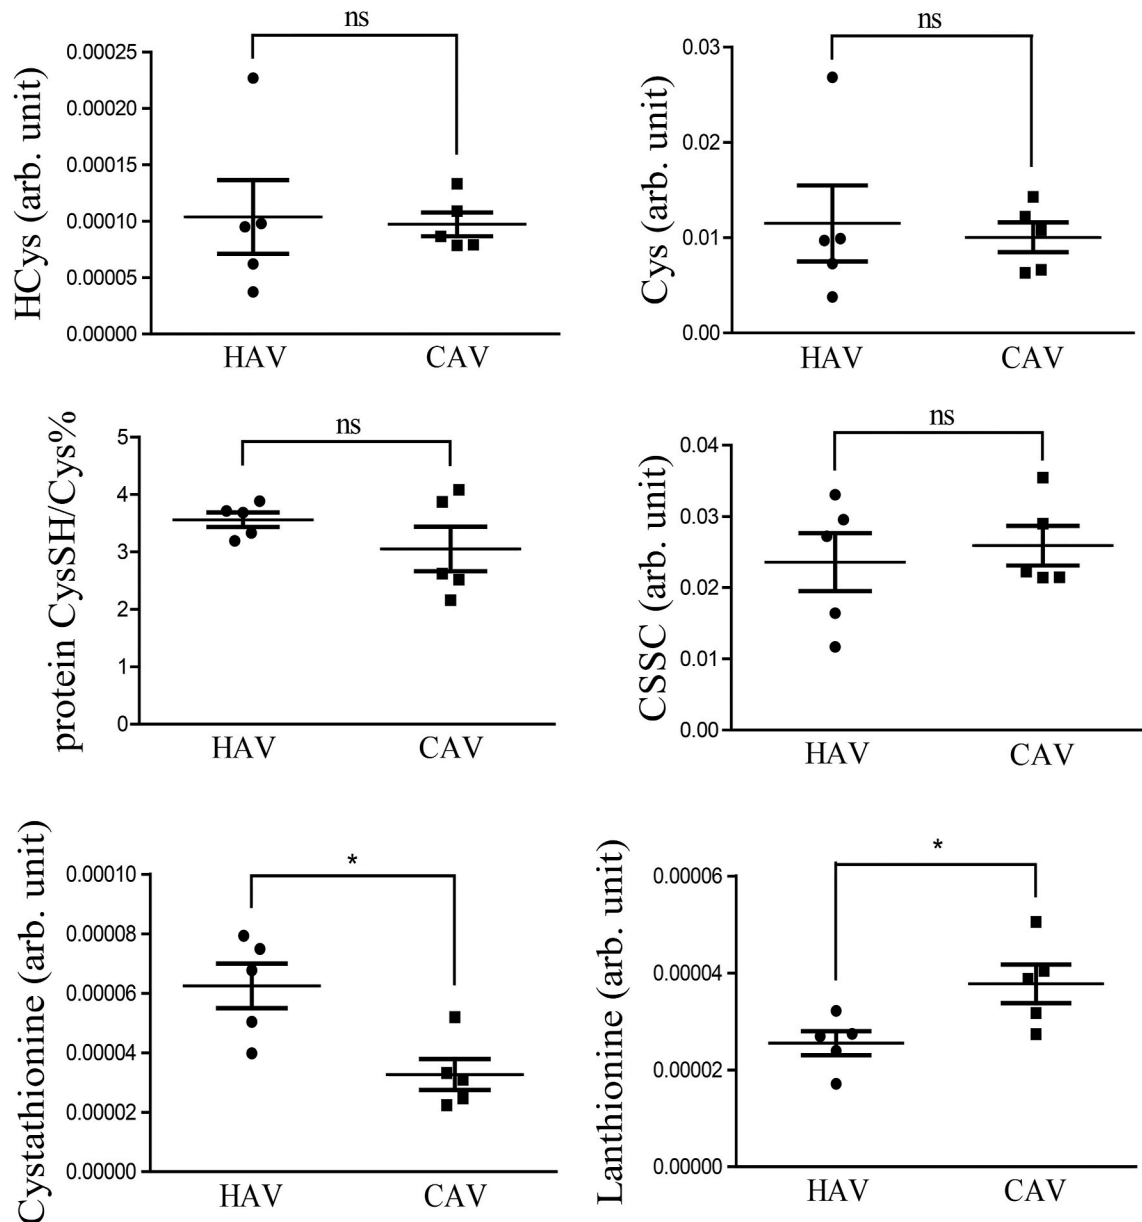 ns
HCys (arb. unit)
0.00025
0.00020
0.00015
0.00010
0.00005
0.00000
HAV
CAV
ns
Cys (arb. unit)
0.03
0.02
0.01
0.00
HAV
CAV
ns
protein CysSH/Cys%
5
4
3
2
1
0
HAV
CAV
ns
CSSC (arb. unit)
0.04
0.03
0.02
0.01
0.00
HAV
CAV
*
Cystathionine (arb. unit)
0.00010
0.00008
0.00006
0.00004
0.00002
0.00000
HAV
CAV
*
Lanthionine (arb. unit)
0.00006
0.00004
0.00002
0.00000
HAV
CAV